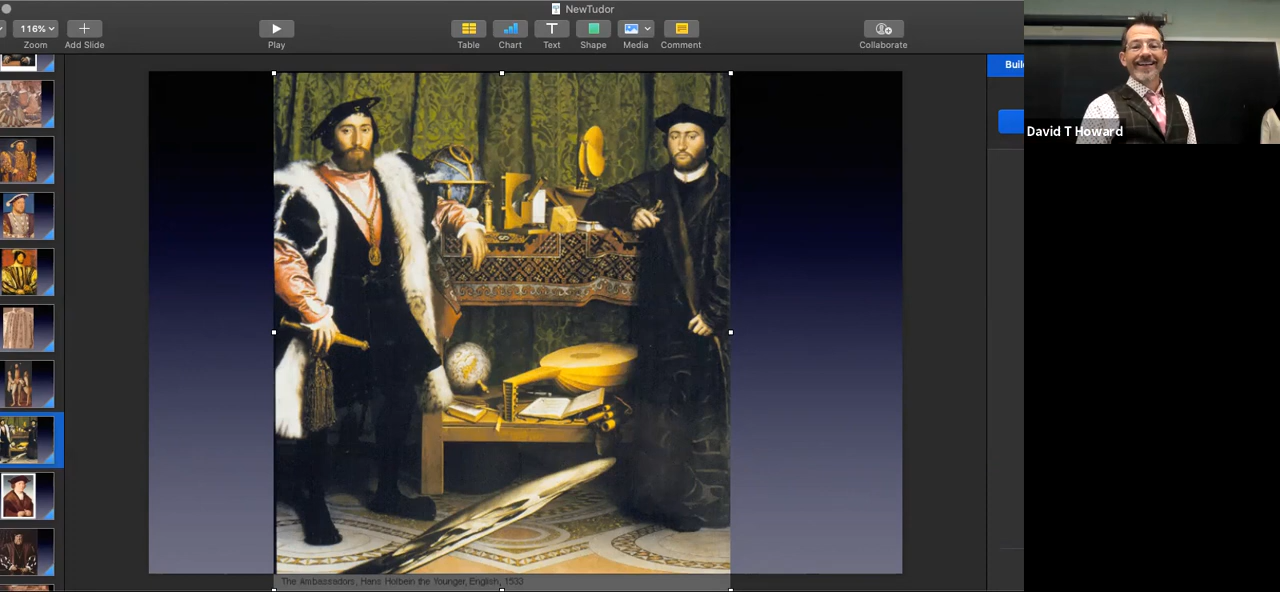 NewTudor
116%
Zoom
Add Slide
Play
Table
Chart
Text
Shape
Media
Comment
Collaborate
David T Howard
The Ambassadors, Hans Holbein the Younger, English, 1533